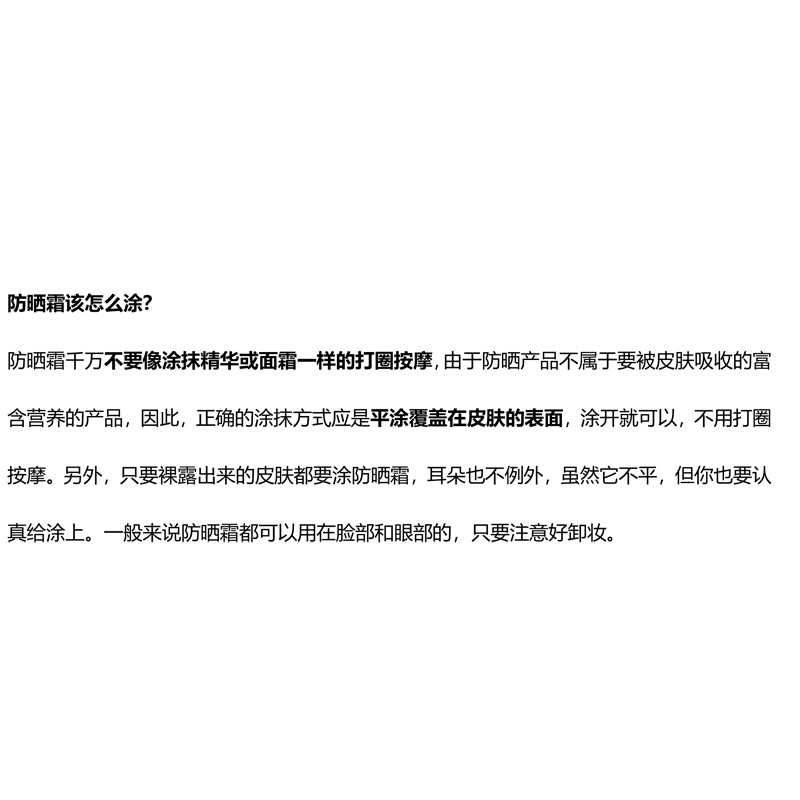 防晒霜该怎么涂?
防晒霜千万不要像涂抹精华或面霜一样的打圈按摩,由于防晒产品不属于要被皮肤吸收的富
含营养的产品，因此，正确的涂抹方式应是平涂覆盖在皮肤的表面，涂开就可以，不用打圈
按摩。另外，只要裸露出来的皮肤都要涂防晒霜，耳朵也不例外，虽然它不平，但你也要认
真给涂上。一般来说防晒霜都可以用在脸部和眼部的，只要注意好卸妆。